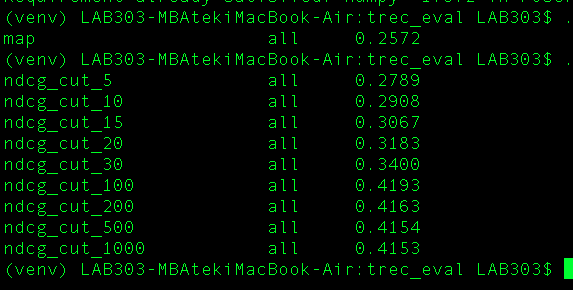 (venv) LAB303-MBAtekiMacBook-Air:trec_eval LAB303$ .
map all 0.2572
(venv) LAB303-MBAtekiMacBook-Air:trec_eval LAB303$ .
ndcg_cut_5 all 0.2789
ndcg_cut_10 all 0.2908
ndcg_cut_15 all 0.3067
ndcg_cut_20 all 0.3183
ndcg_cut_30 all 0.3400
ndcg_cut_100 all 0.4193
ndcg_cut_200 all 0.4163
ndcg_cut_500 all 0.4154
ndcg_cut_1000 all 0.4153
(venv) LAB303-MBAtekiMacBook-Air:trec_eval LAB303$